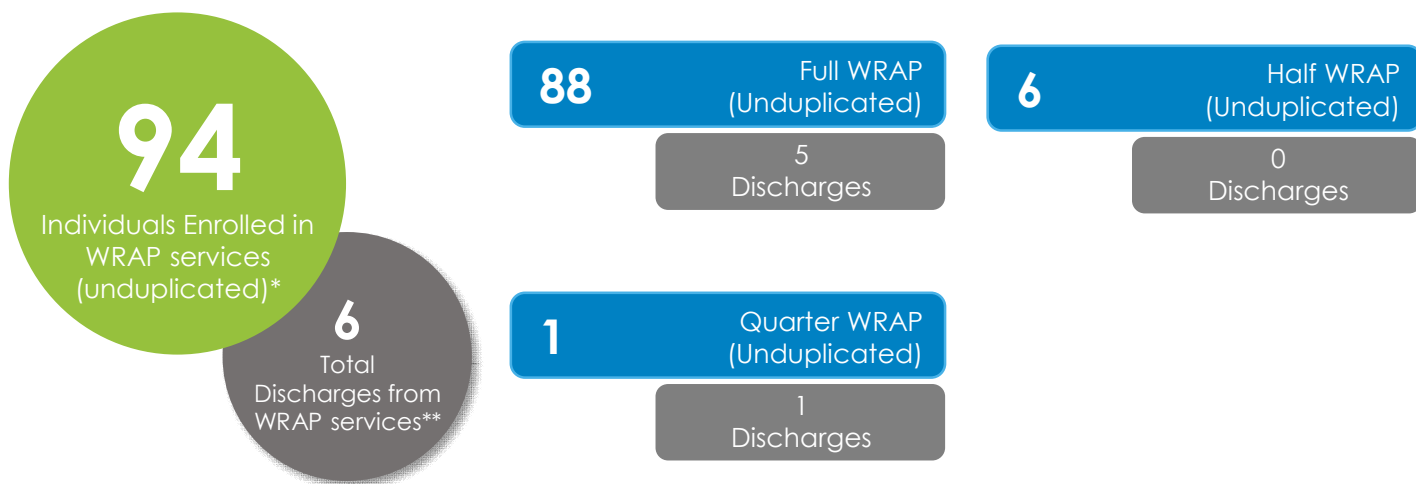 94
Individuals Enrolled in
WRAP services
(unduplicated)*
6
Total
Discharges from
WRAP services**
88
Full WRAP
(Unduplicated)
5
Discharges
6
Half WRAP
(Unduplicated)
0
Discharges
1
Quarter WRAP
(Unduplicated)
1
Discharges